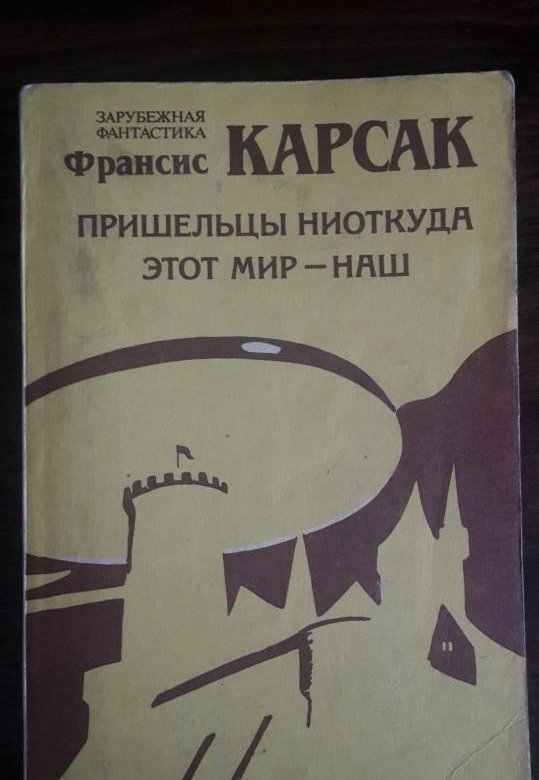 ЗАРУБЕЖНАЯ
ФАНТАСТИКА
Франсис КАРСАК
ПРИШЕЛЬЦЫ НИОТКУДА
ЭТОТ МИР – НАШ